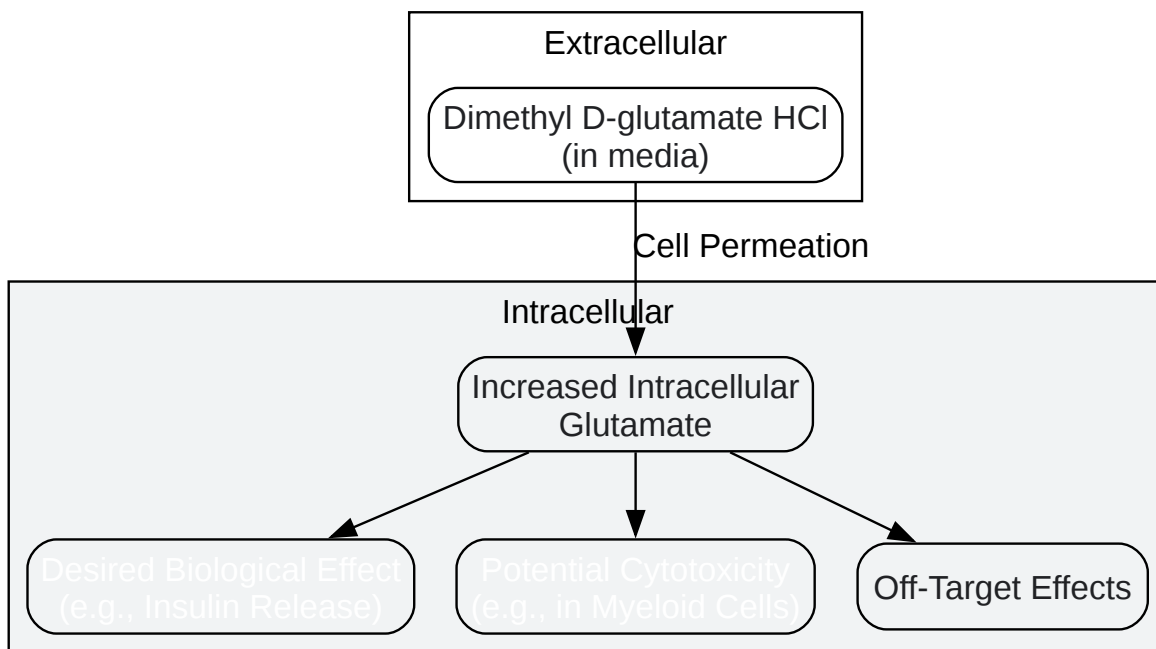 Extracellular
Dimethyl D-glutamate HCl
(in media)
Cell Permeation
Intracellular
Increased Intracellular
Glutamate
Desired Biological Effect
(e.g., Insulin Release)
Potential Cytotoxicity
(e.g., in Myeloid Cells)
Off-Target Effects